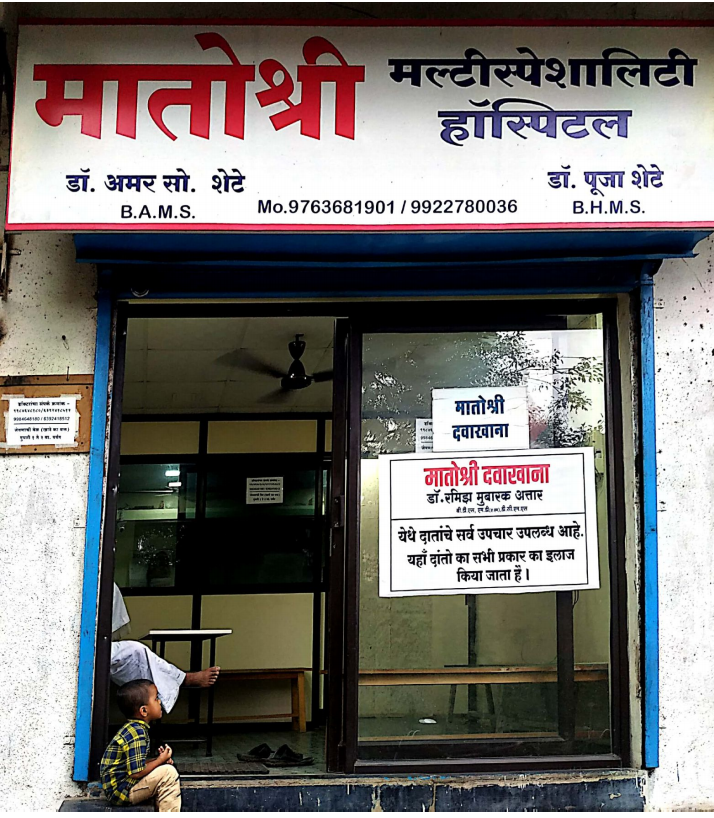 मातोश्री
मल्टीस्पेशालिटी
हॉस्पिटल
डॉ. अमर सो. शेटे
B.A.M.S.
Mo.9763681901 / 9922780036
डॉ. पूजा शेटे
B.H.M.S.
मातोश्री
दवाखाना
मातोश्री दवाखाना
डॉ-रमिझ मुबारक अत्तार
येथे दातांचे सर्व उपचार उपलब्ध आहे.
यहाँ दांतो का सभी प्रकार का इलाज
किया जाता है ।